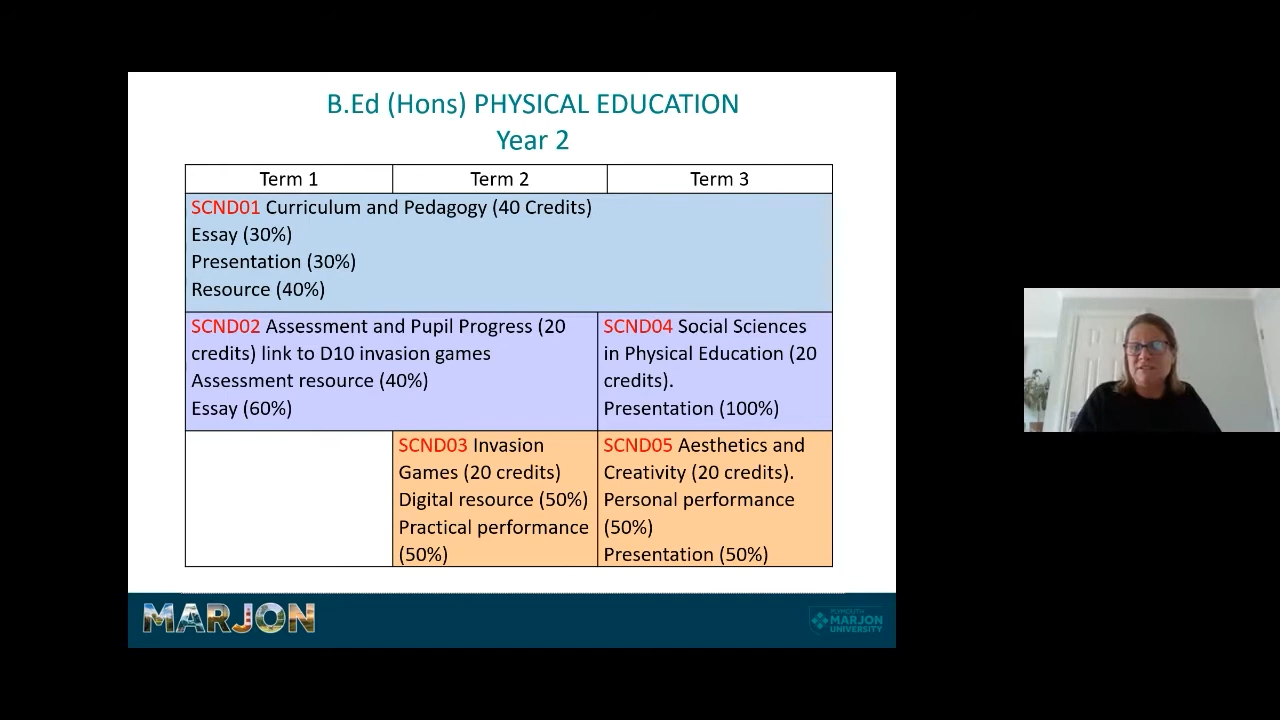 B.Ed (Hons) PHYSICAL EDUCATION
Year 2
Term 1
Term 2
Term 3
SCND01 Curriculum and Pedagogy (40 Credits)
Essay (30%)
Presentation (30%)
Resource (40%)
SCND02 Assessment and Pupil Progress (20
credits) link to D10 invasion games
Assessment resource (40%)
Essay (60%)
SCND04 Social Sciences
in Physical Education (20
credits).
Presentation (100%)
SCND03 Invasion
Games (20 credits)
Digital resource (50%)
Practical performance
(50%)
SCND05 Aesthetics and
Creativity (20 credits).
Personal performance
(50%)
Presentation (50%)
MARJON
PLYMOUTH
MARJON
UNIVERSITY